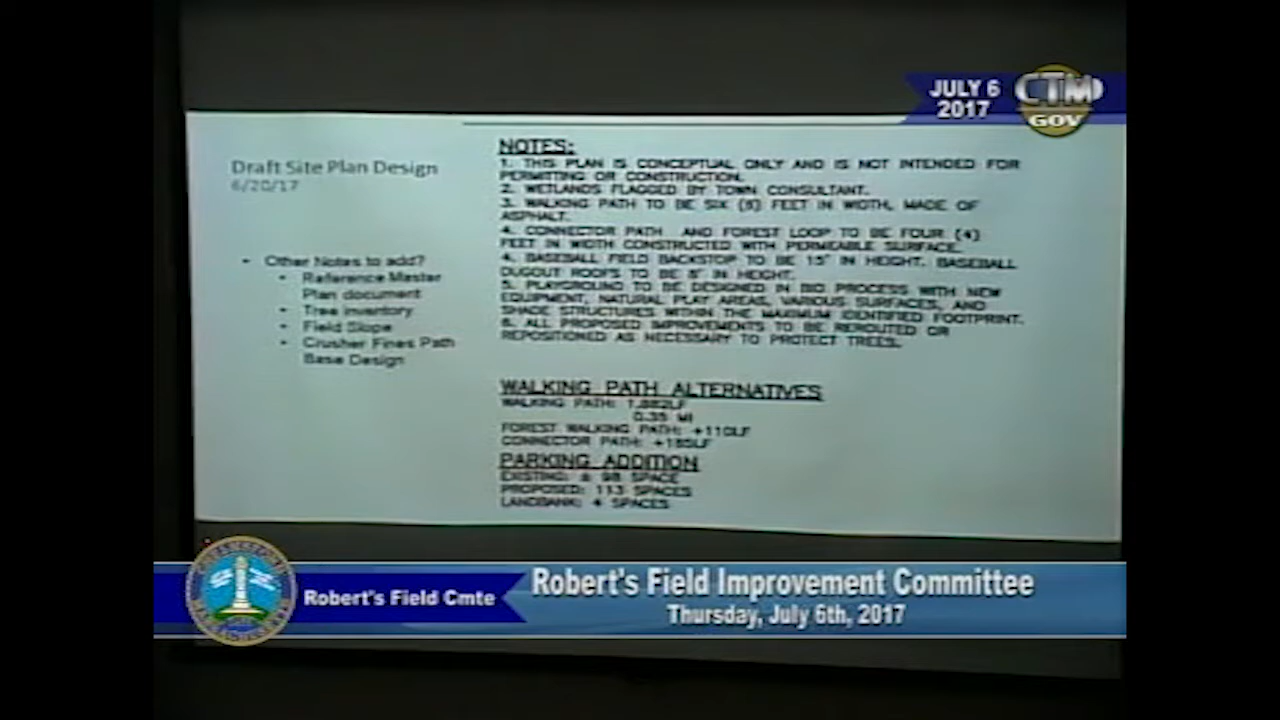 JULY 6
2017
CTM
GOV
Draft Site Plan Design
6/20/17
• Other Notes to add?
• Reference Master
Plan document
• Tree inventory
• Field Slope
• Crusher Fines Path
Base Design
NOTES:
1. THIS PLAN IS CONCEPTUAL ONLY AND IS NOT INTENDED FOR
PERMITTING OR CONSTRUCTION.
2. WETLANDS FLAGGED BY TOWN CONSULTANT.
3. WALKING PATH TO BE SIX (6) FEET IN WIDTH, MADE OF
ASPHALT.
4. CONNECTOR PATH AND FOREST LOOP TO BE FOUR (4)
FEET IN WIDTH CONSTRUCTED WITH PERMEABLE SURFACE.
4. BASEBALL FIELD BACKSTOP TO BE 15' IN HEIGHT. BASEBALL
DUGOUT ROOFS TO BE 8' IN HEIGHT.
5. PLAYGROUND TO BE DESIGNED IN BID PROCESS WITH NEW
EQUIPMENT, NATURAL PLAY AREAS, VARIOUS SURFACES, AND
SHADE STRUCTURES WITHIN THE MAXIMUM IDENTIFIED FOOTPRINT.
6. ALL PROPOSED IMPROVEMENTS TO BE REROUTED OR
REPOSITIONED AS NECESSARY TO PROTECT TREES.
WALKING PATH ALTERNATIVES
WALKING PATH: 1,882LF
0.35 MI
FOREST WALKING PATH: +110LF
CONNECTOR PATH: +185LF
PARKING ADDITION
EXISTING: ± 98 SPACE
PROPOSED: 113 SPACES
LANDBANK: 4 SPACES
Robert's Field Cmte
Robert's Field Improvement Committee
Thursday, July 6th, 2017